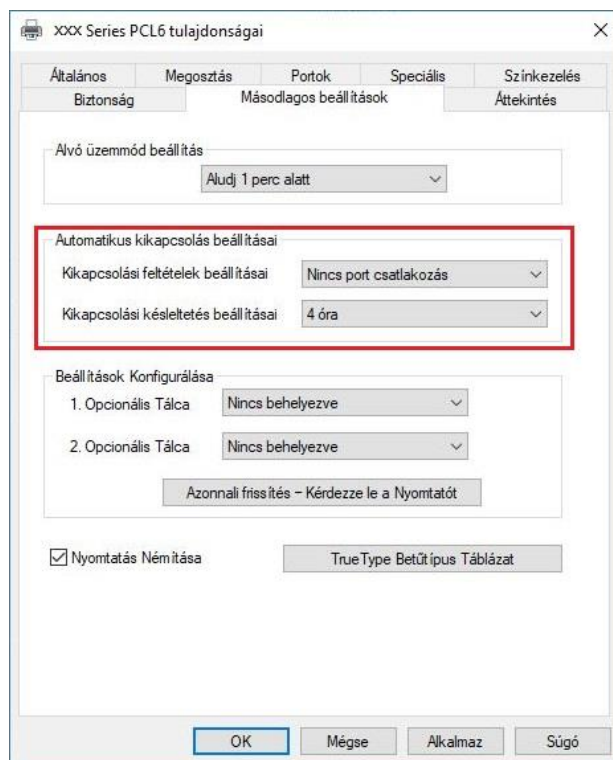 xxx Series PCL6 tulajdonságai
Általános Megosztás Portok Speciális Színkezelés
Biztonság Másodlagos beállítások Áttekintés
Alvó üzemmód beállítás
Aludj 1 perc alatt
Automatikus kikapcsolás beállításai
Kikapcsolási feltételek beállításai Nincs port csatlakozás
Kikapcsolási késleltetés beállításai 4 óra
Beállítások Konfigurálása
1. Opcionális Tálca Nincs behelyezve
2. Opcionális Tálca Nincs behelyezve
Azonnali frissítés – Kérdezze le a Nyomtatót
Nyomtatás Némítása TrueType Betűtípus Táblázat
OK Mégse Alkalmaz Súgó